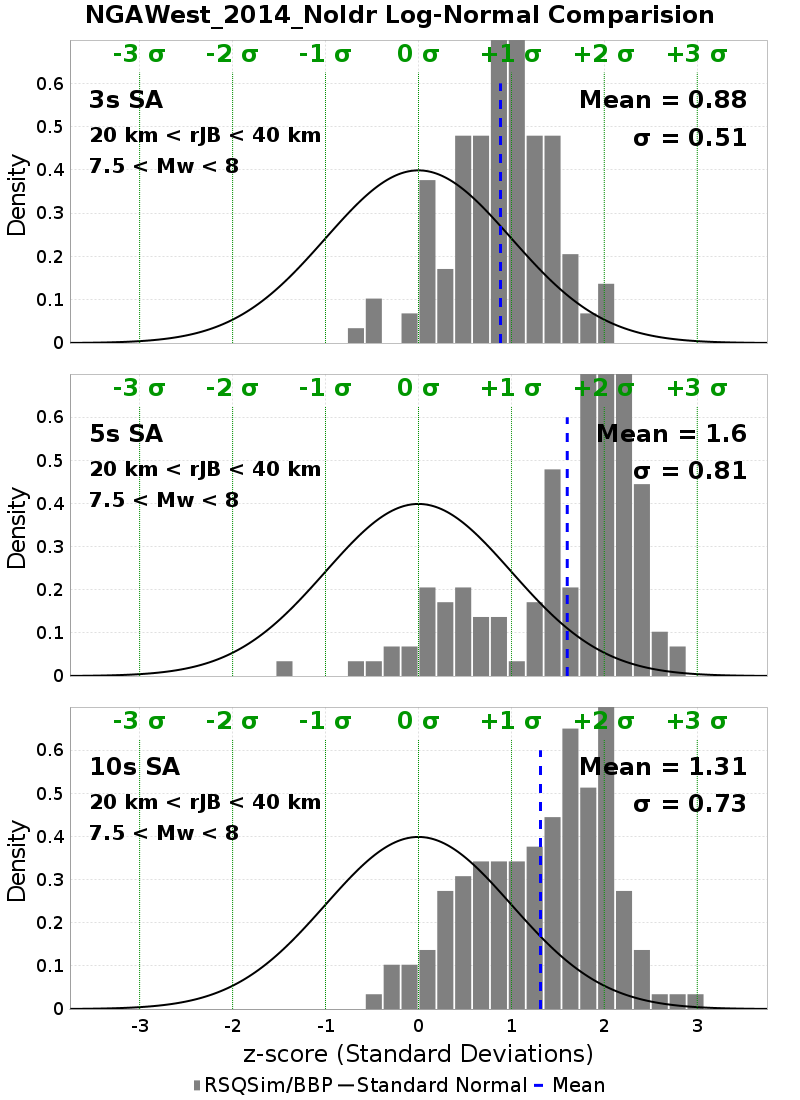 NGAWest_2014_NoIdr Log-Normal Comparision
-3 σ -2 σ -1 σ 0 σ +1 σ +2 σ +3 σ
3s SA
Mean = 0.88
20 km < rJB < 40 km
σ = 0.51
7.5 < Mw < 8
Density
0.6
0.5
0.4
0.3
0.2
0.1
0
-3 σ -2 σ -1 σ 0 σ +1 σ +2 σ +3 σ
5s SA
Mean = 1.6
20 km < rJB < 40 km
σ = 0.81
7.5 < Mw < 8
Density
0.6
0.5
0.4
0.3
0.2
0.1
0
-3 σ -2 σ -1 σ 0 σ +1 σ +2 σ +3 σ
10s SA
Mean = 1.31
20 km < rJB < 40 km
σ = 0.73
7.5 < Mw < 8
Density
0.6
0.5
0.4
0.3
0.2
0.1
0
-3 -2 -1 0 1 2 3
z-score (Standard Deviations)
RSQSim/BBP Standard Normal Mean